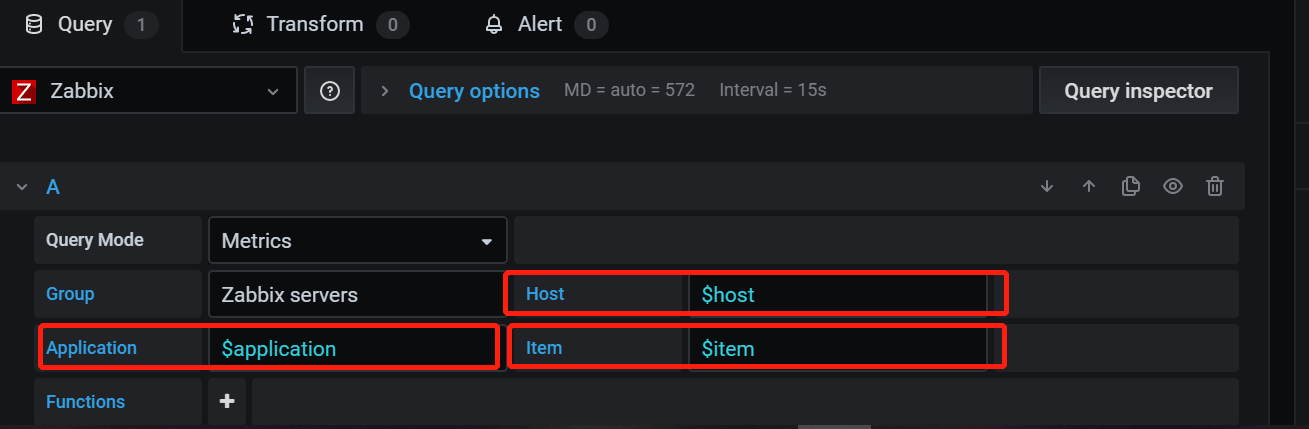 Query 1 Transform 0 Alert 0
Z Zabbix Query options MD = auto = 572 Interval = 15s Query inspector
A
Query Mode Metrics
Group Zabbix servers Host $host
Application $application Item $item
Functions +